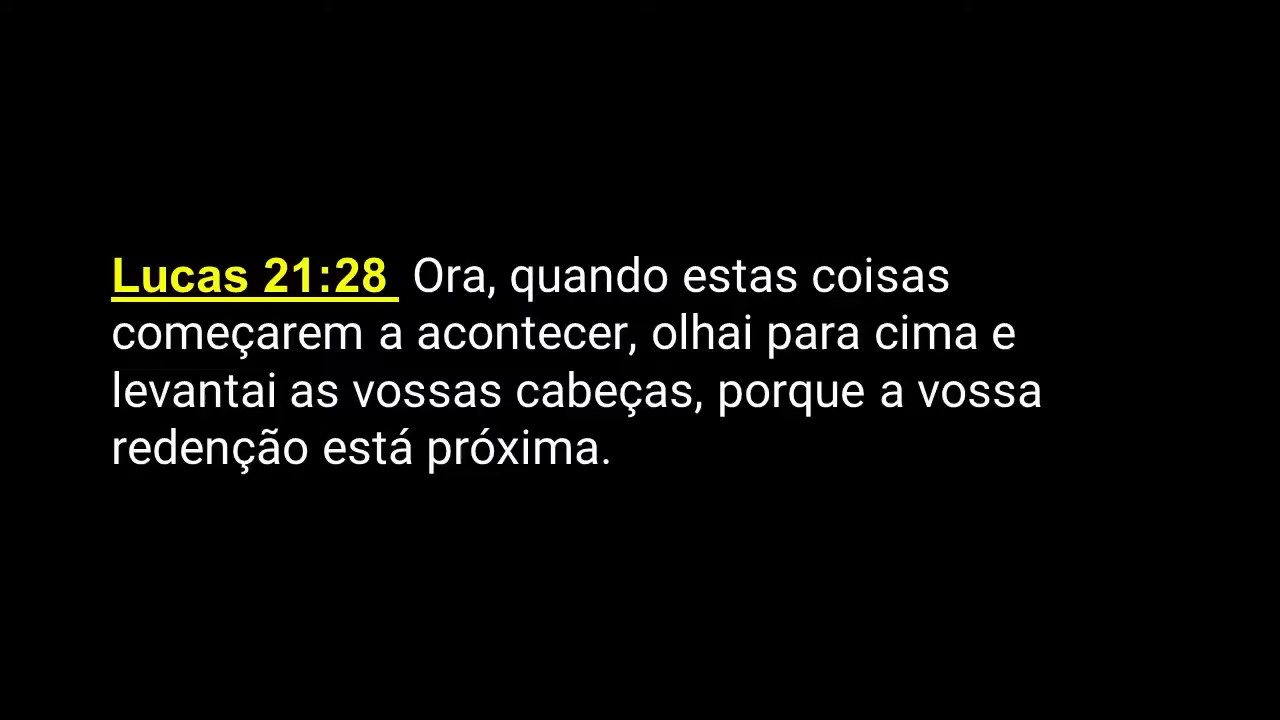 Lucas 21:28 Ora, quando estas coisas
começarem a acontecer, olhai para cima e
levantai as vossas cabeças, porque a vossa
redenção está próxima.